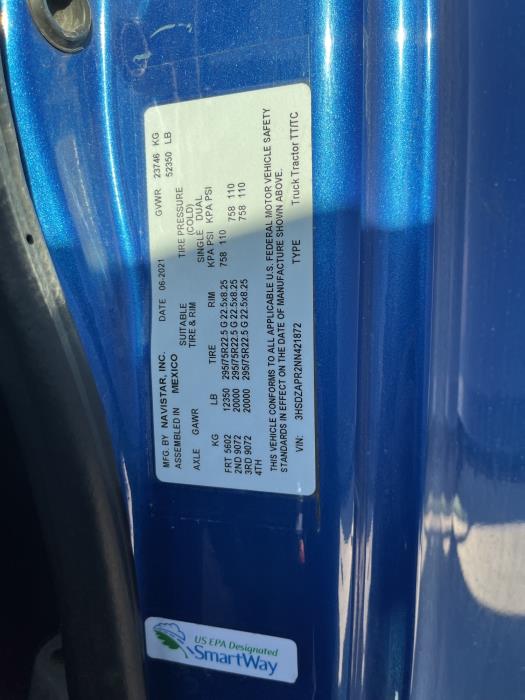 MFG. BY NAVISTAR, INC. DATE 06-2021 GVWR 23746 KG
ASSEMBLED IN MEXICO 52350 LB
SUITABLE TIRE PRESSURE
AXLE GAWR TIRE & RIM (COLD)
SINGLE DUAL
KG LB TIRE RIM KPA PSI KPA PSI
FRT 5602 12350 295/75R22.5 G 22.5x8.25 758 110
2ND 9072 20000 295/75R22.5 G 22.5x8.25 758 110
3RD 9072 20000 295/75R22.5 G 22.5x8.25 758 110
4TH
THIS VEHICLE CONFORMS TO ALL APPLICABLE U.S. FEDERAL MOTOR VEHICLE SAFETY
STANDARDS IN EFFECT ON THE DATE OF MANUFACTURE SHOWN ABOVE.
VIN: 3HSDZAPR2NN421872 TYPE Truck Tractor TT/TC
US EPA Designated
SmartWay